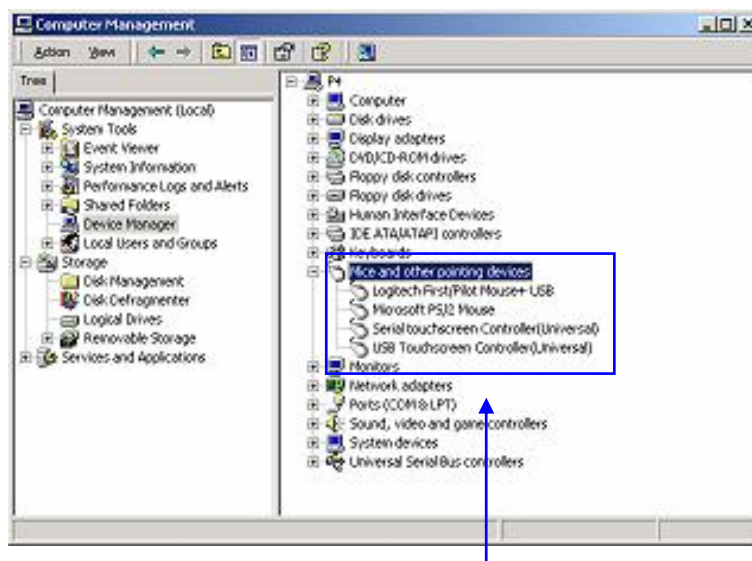 Computer Management
Action View
Tree
Computer Management (Local)
System Tools
Event Viewer
System Information
Performance Logs and Alerts
Shared Folders
Device Manager
Local Users and Groups
Storage
Disk Management
Disk Defragmenter
Logical Drives
Removable Storage
Services and Applications
P4
Computer
Disk drives
Display adapters
DVD/CD-ROM drives
Floppy disk controllers
Floppy disk drives
Human Interface Devices
IDE ATA/ATAPI controllers
Keyboards
Mice and other pointing devices
Logitech First/Pilot Mouse+ USB
Microsoft PS/2 Mouse
Serial touchscreen Controller(Universal)
USB Touchscreen Controller(Universal)
Monitors
Network adapters
Ports (COM & LPT)
Sound, video and game controllers
System devices
Universal Serial Bus controllers